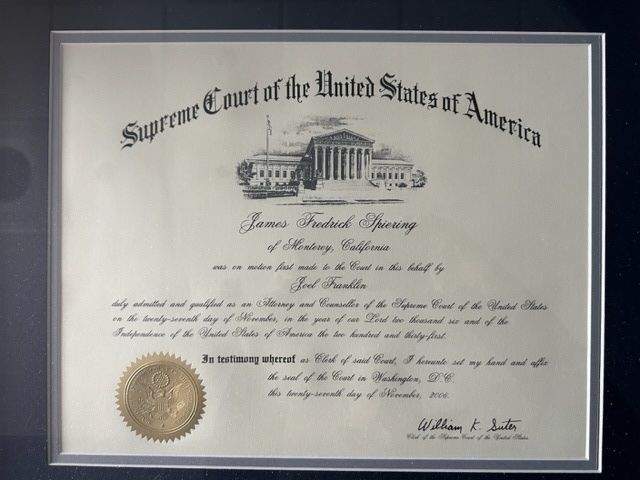 Supreme Court of the United States of America
James Fredrick Spiering
of Monterey, California
was on motion first made to the Court in this behalf by
Joel Franklin
duly admitted and qualified as an Attorney and Counsellor of the Supreme Court of the United States
on the twenty-seventh day of November, in the year of our Lord two thousand six and of the
Independence of the United States of America the two hundred and thirty-first.
In testimony whereof as Clerk of said Court, I hereunto set my hand and affix
the seal of the Court in Washington, D.C.
this twenty-seventh day of November, 2006.
William K. Suter
Clerk of the Supreme Court of the United States